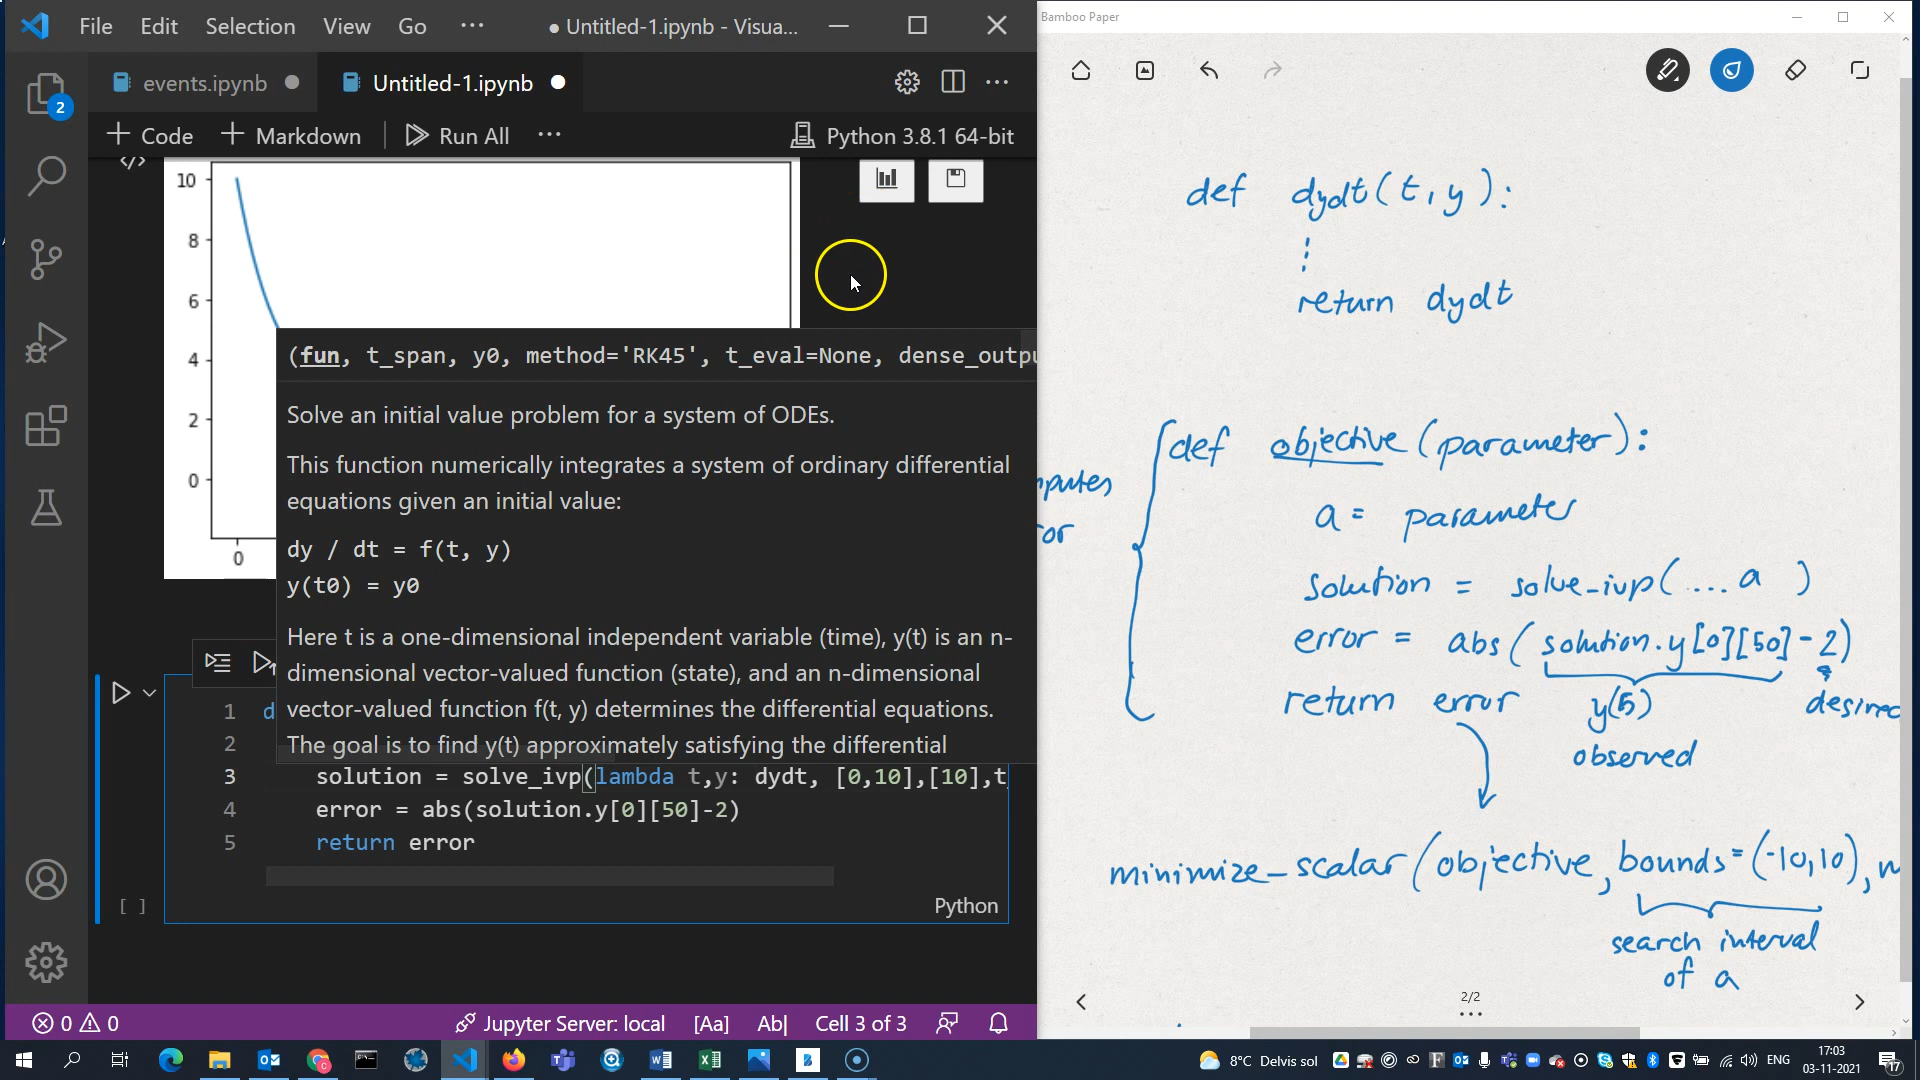 File Edit Selection View Go ··· ● Untitled-1.ipynb - Visua...
events.ipynb Untitled-1.ipynb
2
+ Code + Markdown Run All ··· Python 3.8.1 64-bit
10
8
6
4
2
0
0
(fun, t_span, y0, method='RK45', t_eval=None, dense_outpu
Solve an initial value problem for a system of ODEs.
This function numerically integrates a system of ordinary differential
equations given an initial value:
dy / dt = f(t, y)
y(t0) = y0
Here t is a one-dimensional independent variable (time), y(t) is an n-
dimensional vector-valued function (state), and an n-dimensional
vector-valued function f(t, y) determines the differential equations.
The goal is to find y(t) approximately satisfying the differential
1 d
2
3 solution = solve_ivp(lambda t,y: dydt, [0,10],[10],t
4 error = abs(solution.y[0][50]-2)
5 return error
[ ] Python
0 0 Jupyter Server: local [Aa] Ab| Cell 3 of 3
Bamboo Paper
def dydt(t,y):
return dydt
def objective(parameter):
mputes
a = parameter
ror
solution = solve_ivp(....a )
error = abs(solution.y[0][50]-2)
return error y(5) desired
observed
minimize_scalar(objective, bounds=(-10,10), m
search interval
of a
2/2
8°C Delvis sol ENG 17:03
03-11-2021
17